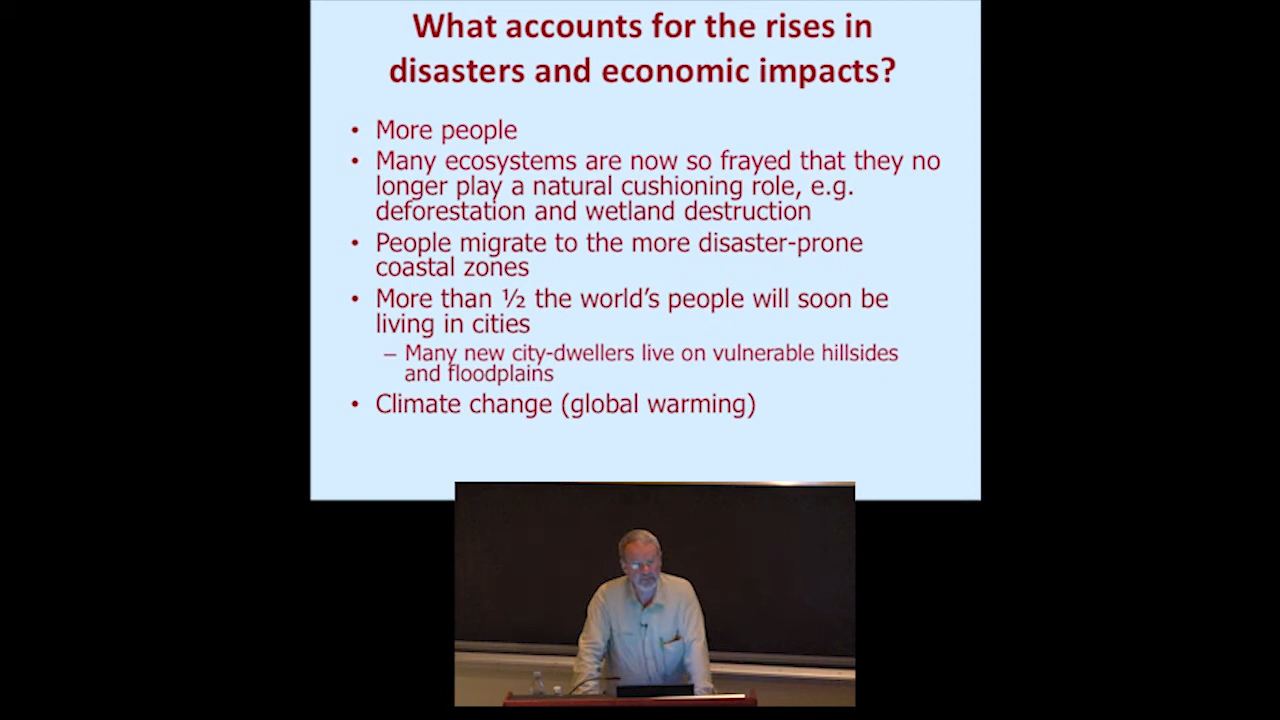 What accounts for the rises in
disasters and economic impacts?
• More people
• Many ecosystems are now so frayed that they no
longer play a natural cushioning role, e.g.
deforestation and wetland destruction
• People migrate to the more disaster-prone
coastal zones
• More than ½ the world's people will soon be
living in cities
– Many new city-dwellers live on vulnerable hillsides
and floodplains
• Climate change (global warming)